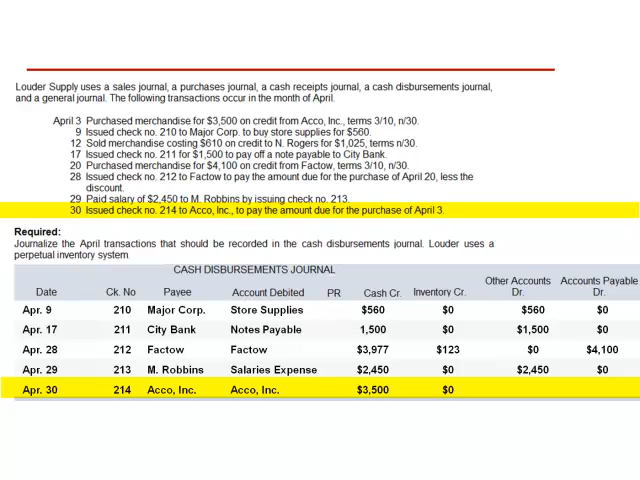 Louder Supply uses a sales journal, a purchases journal, a cash receipts journal, a cash disbursements journal,
and a general journal. The following transactions occur in the month of April.
April 3 Purchased merchandise for $3,500 on credit from Acco, Inc., terms 3/10, n/30.
9 Issued check no. 210 to Major Corp. to buy store supplies for $560.
12 Sold merchandise costing $610 on credit to N. Rogers for $1,025, terms n/30.
17 Issued check no. 211 for $1,500 to pay off a note payable to City Bank.
20 Purchased merchandise for $4,100 on credit from Factow, terms 3/10, n/30.
28 Issued check no. 212 to Factow to pay the amount due for the purchase of April 20, less the
discount.
29 Paid salary of $2,450 to M. Robbins by issuing check no. 213.
30 Issued check no. 214 to Acco, Inc., to pay the amount due for the purchase of April 3.
Required:
Journalize the April transactions that should be recorded in the cash disbursements journal. Louder uses a
perpetual inventory system.
CASH DISBURSEMENTS JOURNAL
Date Ck. No Payee Account Debited PR Cash Cr. Inventory Cr. Other Accounts Dr. Accounts Payable Dr.
Apr. 9 210 Major Corp. Store Supplies $560 $0 $560 $0
Apr. 17 211 City Bank Notes Payable 1,500 $0 $1,500 $0
Apr. 28 212 Factow Factow $3,977 $123 $0 $4,100
Apr. 29 213 M. Robbins Salaries Expense $2,450 $0 $2,450 $0
Apr. 30 214 Acco, Inc. Acco, Inc. $3,500 $0